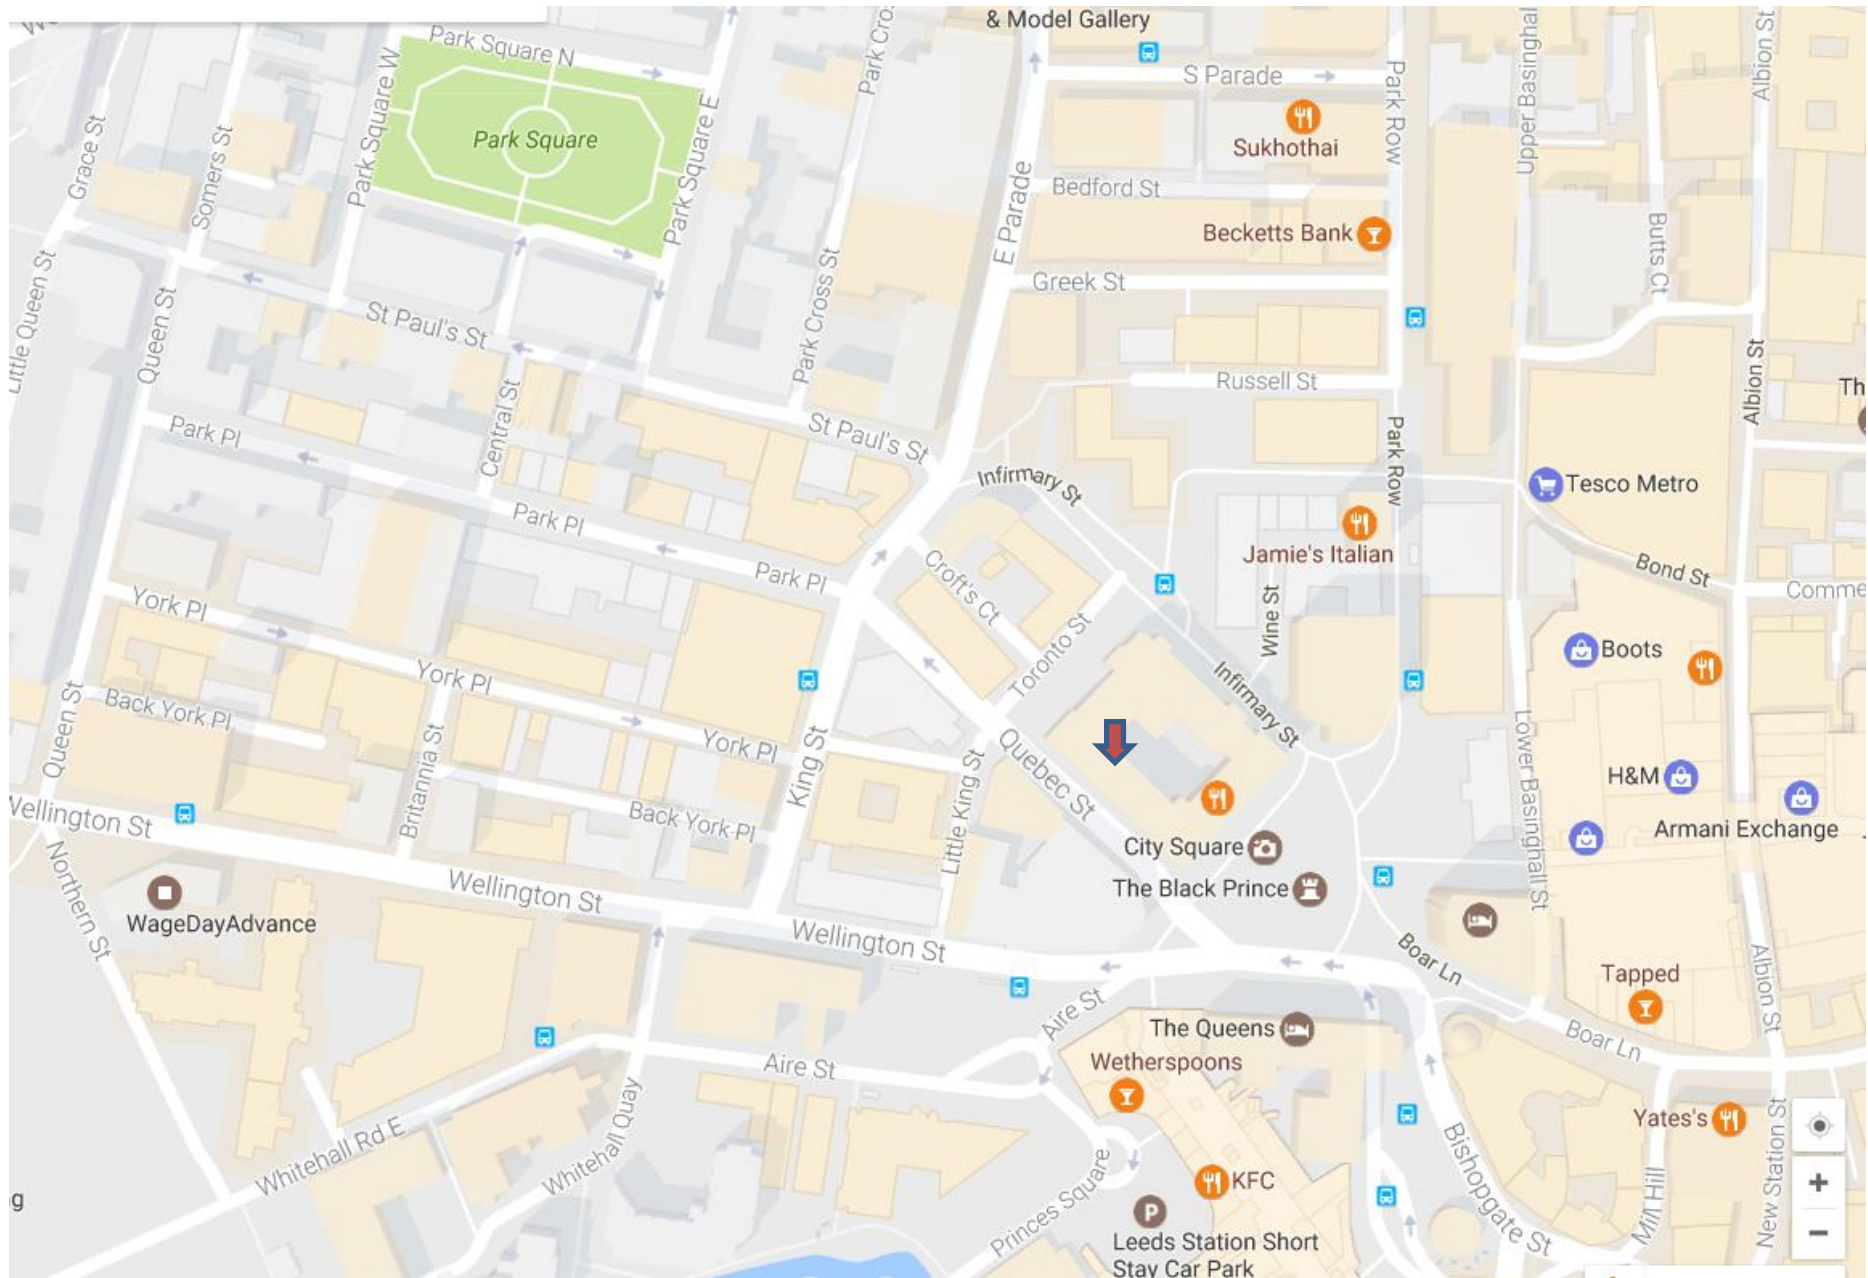 & Model Gallery
Park Square N
Park Square W
Park Square
Park Square E
Grace St
Somers St
Park Cross St
E Parade
S Parade
Park Row
Sukhothai
Bedford St
Becketts Bank
Greek St
Albion St
Butts Ct
Little Queen St
Queen St
St Paul's St
Central St
Park Cross St
Russell St
Albion St
Th
Park Pl
St Paul's St
Infirmary St
Park Row
Tesco Metro
Park Pl
Jamie's Italian
Bond St
Park Pl
Croft's Ct
Comme
York Pl
Toronto St
Wine St
Boots
York Pl
Infirmary St
Queen St
Back York Pl
Britannia St
York Pl
King St
Little King St
Quebec St
Lower Basinghall St
H&M
Wellington St
Back York Pl
Armani Exchange
City Square
The Black Prince
Northern St
WageDayAdvance
Wellington St
Wellington St
Boar Ln
Albion St
Tapped
Aire St
The Queens
Boar Ln
Wetherspoons
Aire St
Yates's
Whitehall Rd E
Whitehall Quay
Princes Square
KFC
Bishopgate St
Mill Hill
New Station St
P
Leeds Station Short
Stay Car Park
g
+
−